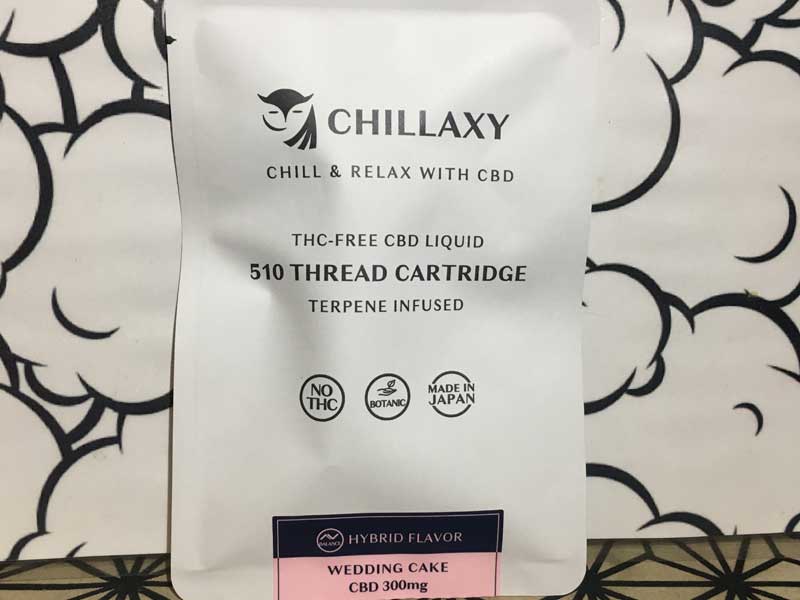 CHILLAXY
CHILL & RELAX WITH CBD
THC-FREE CBD LIQUID
510 THREAD CARTRIDGE
TERPENE INFUSED
NO
THC
BOTANIC
MADE IN
JAPAN
BALANCE
HYBRID FLAVOR
WEDDING CAKE
CBD 300mg